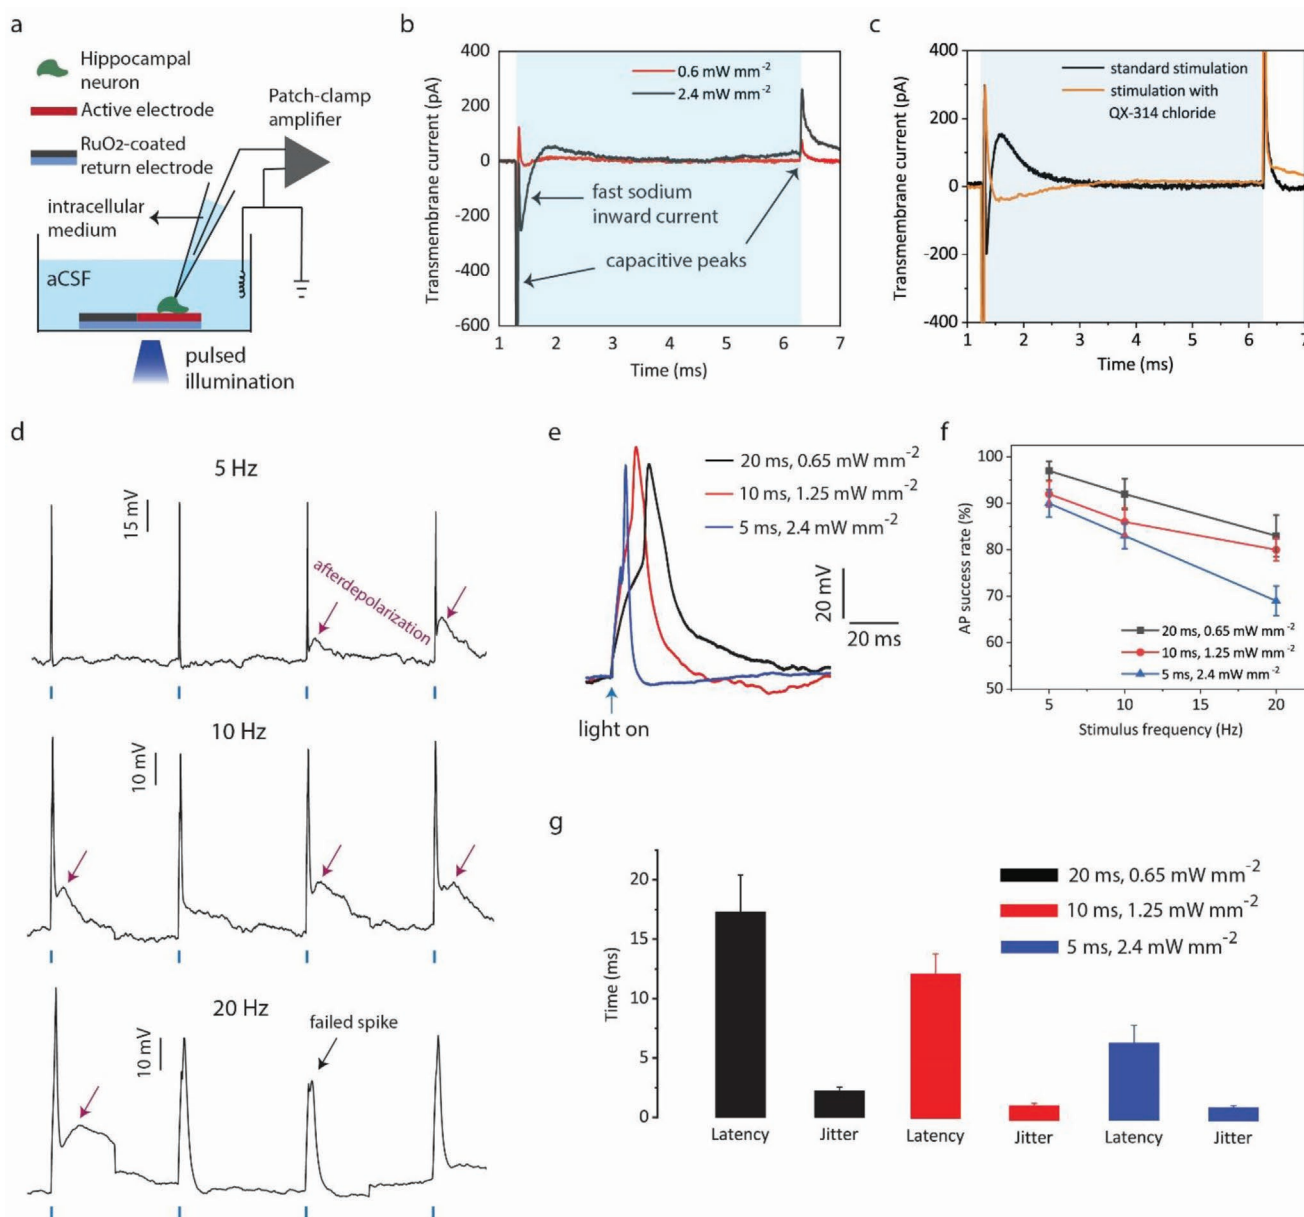 a
Hippocampal
neuron
Active electrode
RuO2-coated
return electrode
Patch-clamp
amplifier
intracellular
medium
aCSF
pulsed
illumination
b
Transmembrane current (pA)
400
200
0
-200
-400
-600
0.6 mW mm-2
2.4 mW mm-2
fast sodium
inward current
capacitive peaks
1 2 3 4 5 6 7
Time (ms)
c
Transmembrane current (pA)
400
200
0
-200
-400
standard stimulation
stimulation with
QX-314 chloride
1 2 3 4 5 6 7
Time (ms)
d
5 Hz
15 mV
afterdepolarization
10 Hz
10 mV
20 Hz
10 mV
failed spike
e
20 ms, 0.65 mW mm-2
10 ms, 1.25 mW mm-2
5 ms, 2.4 mW mm-2
20 mV
20 ms
light on
f
AP success rate (%)
100
90
80
70
60
50
20 ms, 0.65 mW mm-2
10 ms, 1.25 mW mm-2
5 ms, 2.4 mW mm-2
5 10 15 20
Stimulus frequency (Hz)
g
Time (ms)
20
15
10
5
0
20 ms, 0.65 mW mm-2
10 ms, 1.25 mW mm-2
5 ms, 2.4 mW mm-2
Latency Jitter Latency Jitter Latency Jitter